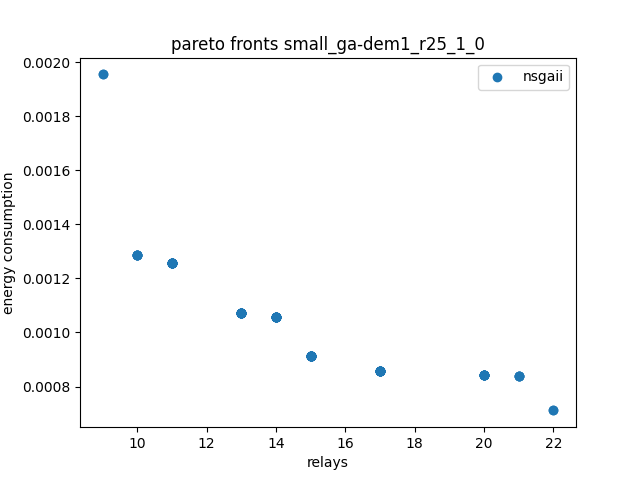 pareto fronts small_ga-dem1_r25_1_0
nsgaii
energy consumption
0.0020
0.0018
0.0016
0.0014
0.0012
0.0010
0.0008
10 12 14 16 18 20 22
relays